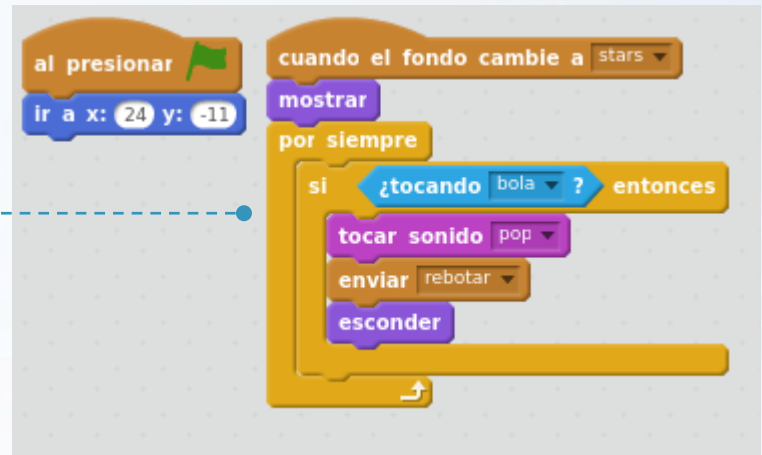 al presionar
ir a x: 24 y: -11
cuando el fondo cambie a stars
mostrar
por siempre
si ¿tocando bola ? entonces
tocar sonido pop
enviar rebotar
esconder